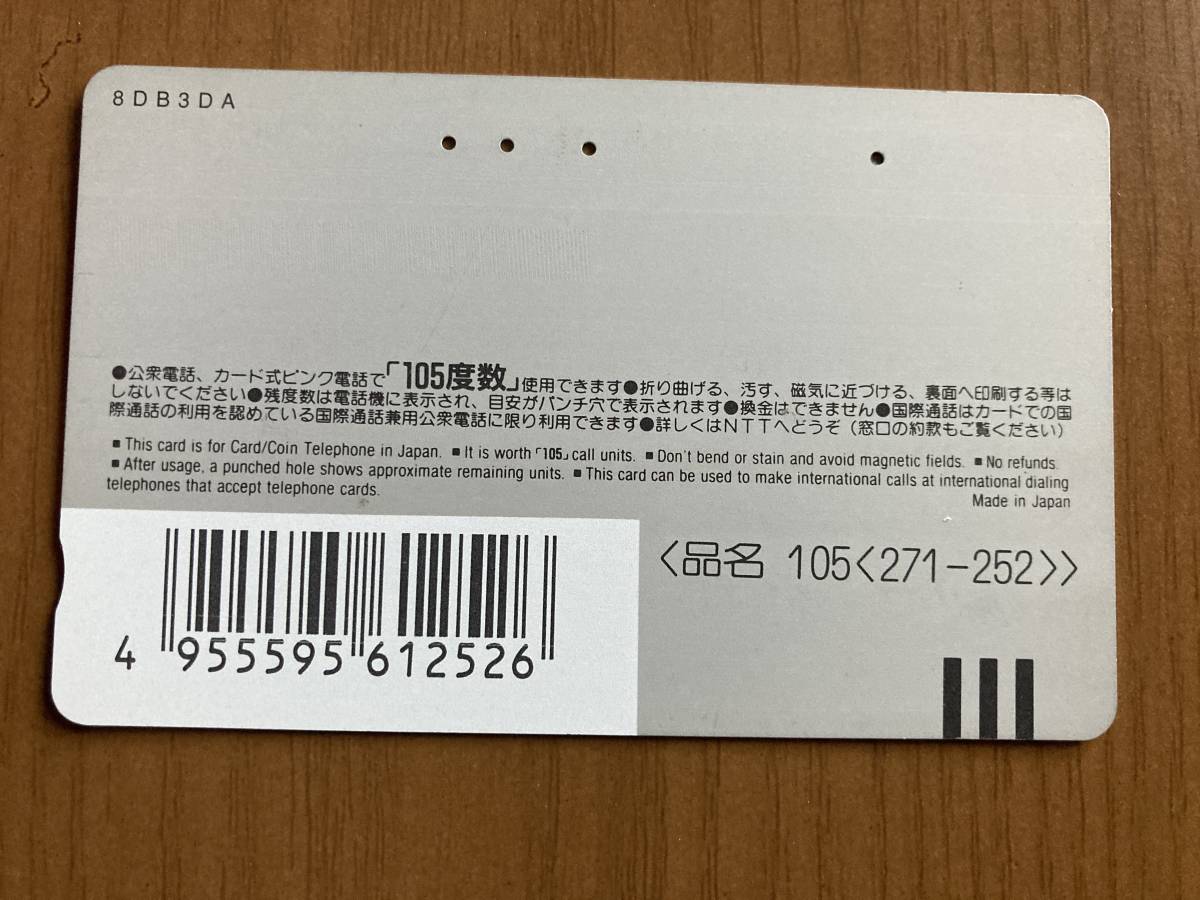 8DB3DA
●公衆電話、カード式ピンク電話で「105度数」使用できます●折り曲げる、汚す、磁気に近づける、裏面へ印刷する等は
しないでください●残度数は電話機に表示され、目安がパンチ穴で表示されます●換金はできません●国際通話はカードでの国
際通話の利用を認めている国際通話兼用公衆電話に限り利用できます●詳しくはNTTへどうぞ(窓口の約款もご覧ください)
■ This card is for Card/Coin Telephone in Japan. ■ It is worth「105」call units. ■ Don't bend or stain and avoid magnetic fields. ■ No refunds.
■ After usage, a punched hole shows approximate remaining units. ■ This card can be used to make international calls at international dialing
telephones that accept telephone cards.
Made in Japan
<品名 105<271-252>>
4 955595 612526